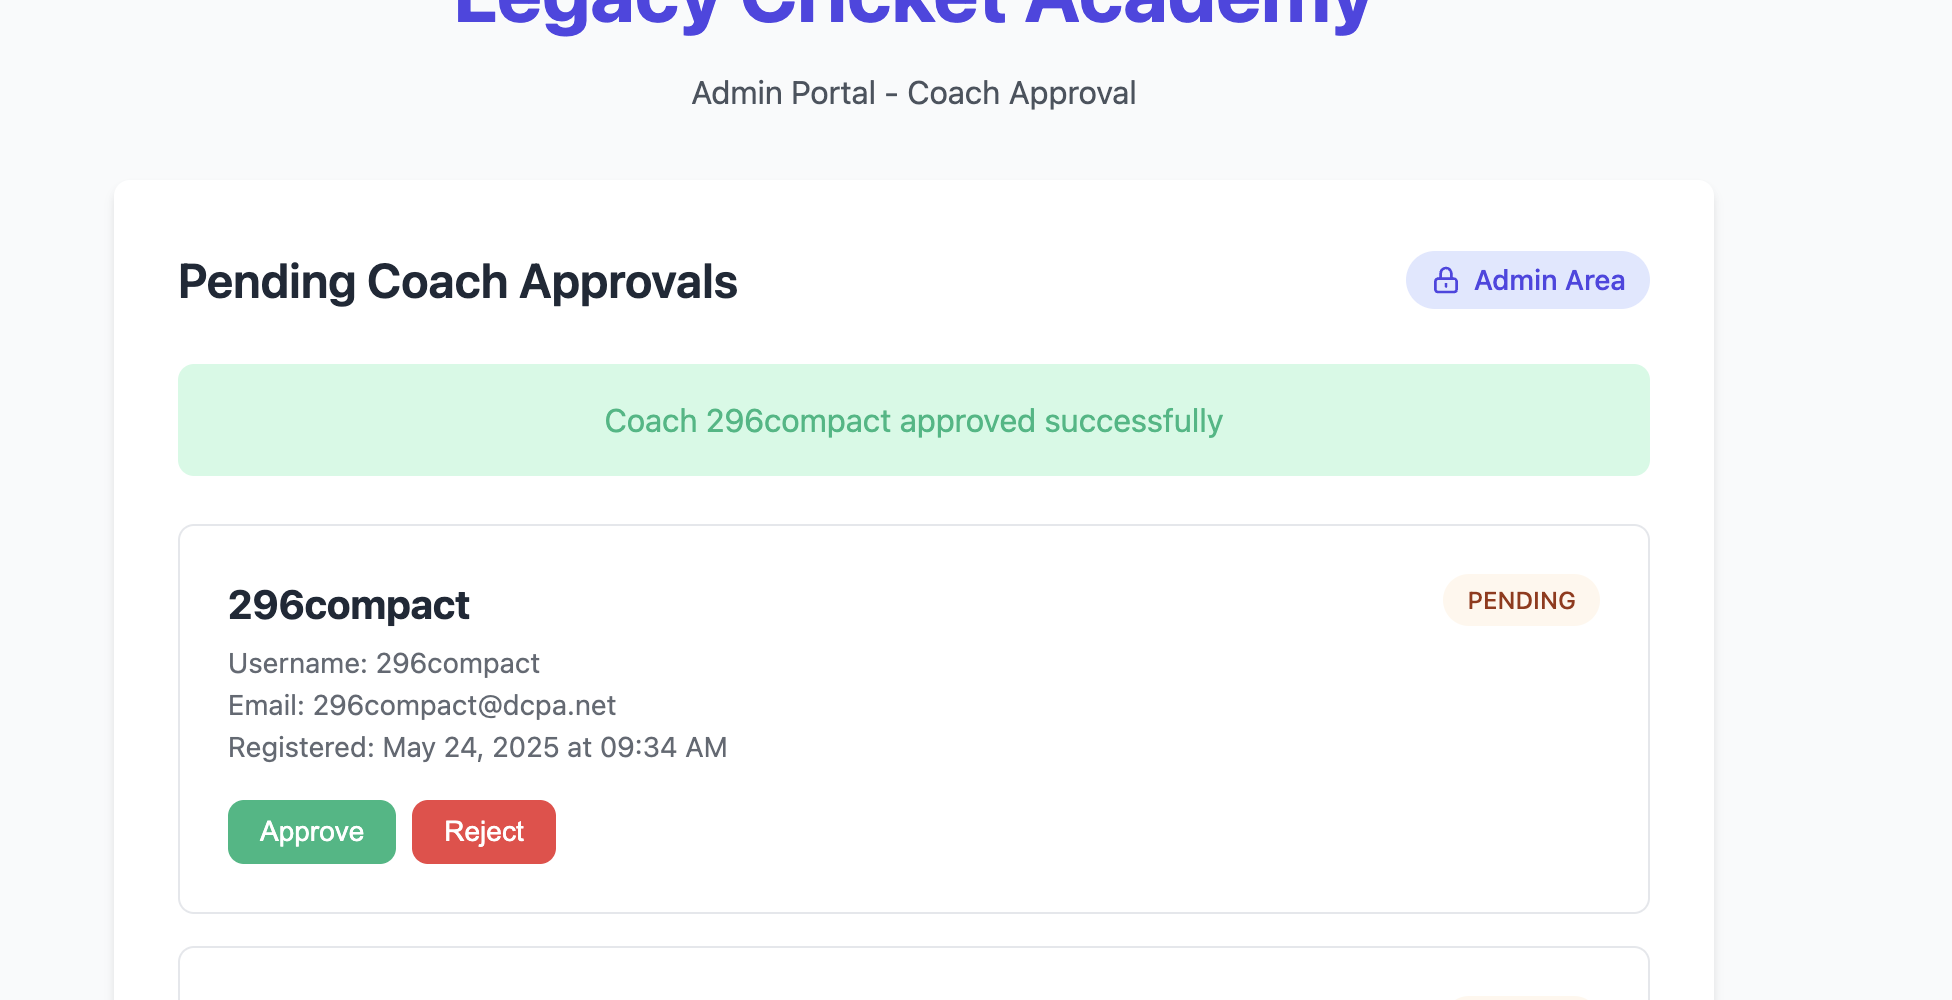 Legacy Cricket Academy
Admin Portal - Coach Approval
Pending Coach Approvals
Admin Area
Coach 296compact approved successfully
296compact
PENDING
Username: 296compact
Email: 296compact@dcpa.net
Registered: May 24, 2025 at 09:34 AM
Approve
Reject